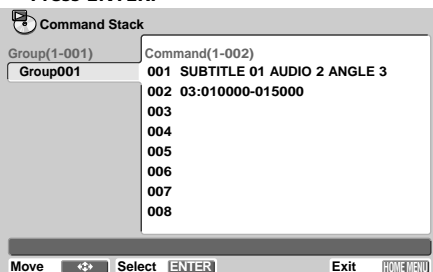 Press ENTER.
Command Stack
Group(1-001)
Group001
Command(1-002)
001 SUBTITLE 01 AUDIO 2 ANGLE 3
002 03:010000-015000
003
004
005
006
007
008
Move Select ENTER Exit HOME MENU